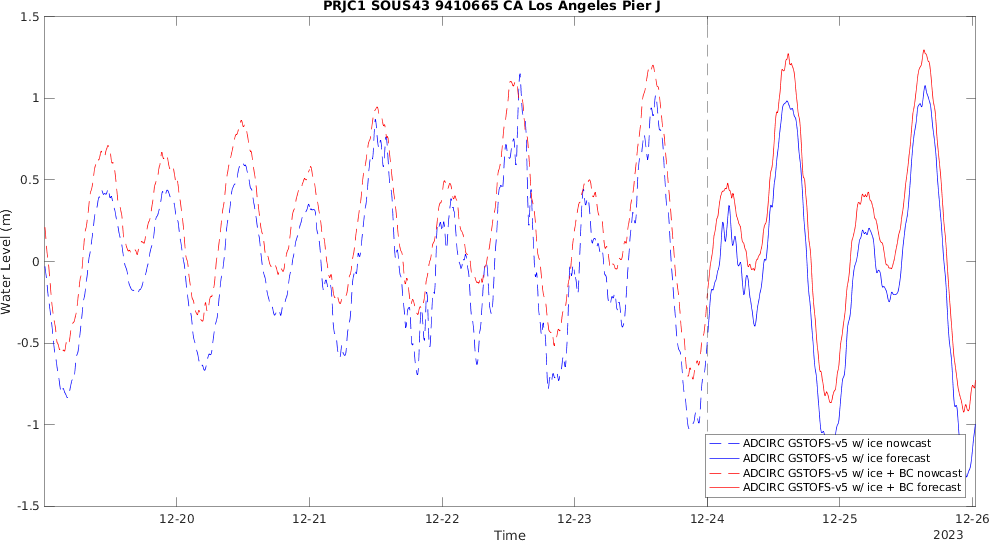 PRJC1 SOUS43 9410665 CA Los Angeles Pier J
1.5
1
0.5
0
-0.5
-1
-1.5
Water Level (m)
ADCIRC GSTOFS-v5 w/ ice nowcast
ADCIRC GSTOFS-v5 w/ ice forecast
ADCIRC GSTOFS-v5 w/ ice + BC nowcast
ADCIRC GSTOFS-v5 w/ ice + BC forecast
12-20 12-21 12-22 12-23 12-24 12-25 12-26
Time
2023